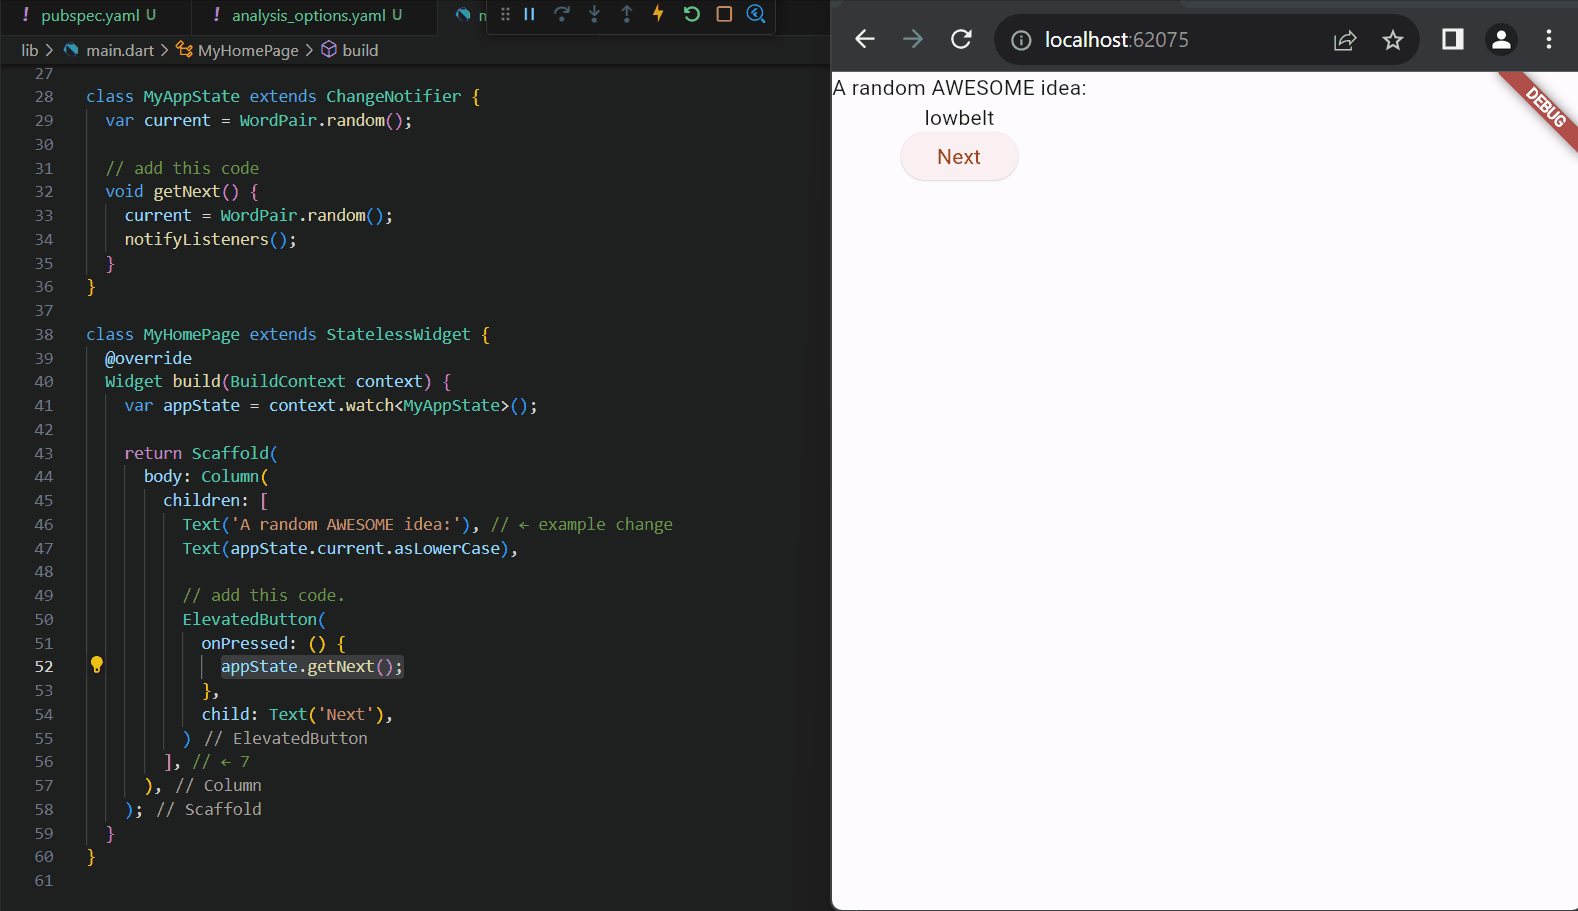 ! pubspec.yaml U
! analysis_options.yaml U
lib > main.dart > MyHomePage > build
27
28 class MyAppState extends ChangeNotifier {
29 var current = WordPair.random();
30
31 // add this code
32 void getNext() {
33 current = WordPair.random();
34 notifyListeners();
35 }
36 }
37
38 class MyHomePage extends StatelessWidget {
39 @override
40 Widget build(BuildContext context) {
41 var appState = context.watch<MyAppState>();
42
43 return Scaffold(
44 body: Column(
45 children: [
46 Text('A random AWESOME idea:'), // ← example change
47 Text(appState.current.asLowerCase),
48
49 // add this code.
50 ElevatedButton(
51 onPressed: () {
52 appState.getNext();
53 },
54 child: Text('Next'),
55 ) // ElevatedButton
56 ], // ← 7
57 ), // Column
58 ); // Scaffold
59 }
60 }
61
localhost:62075
A random AWESOME idea:
lowbelt
Next
DEBUG